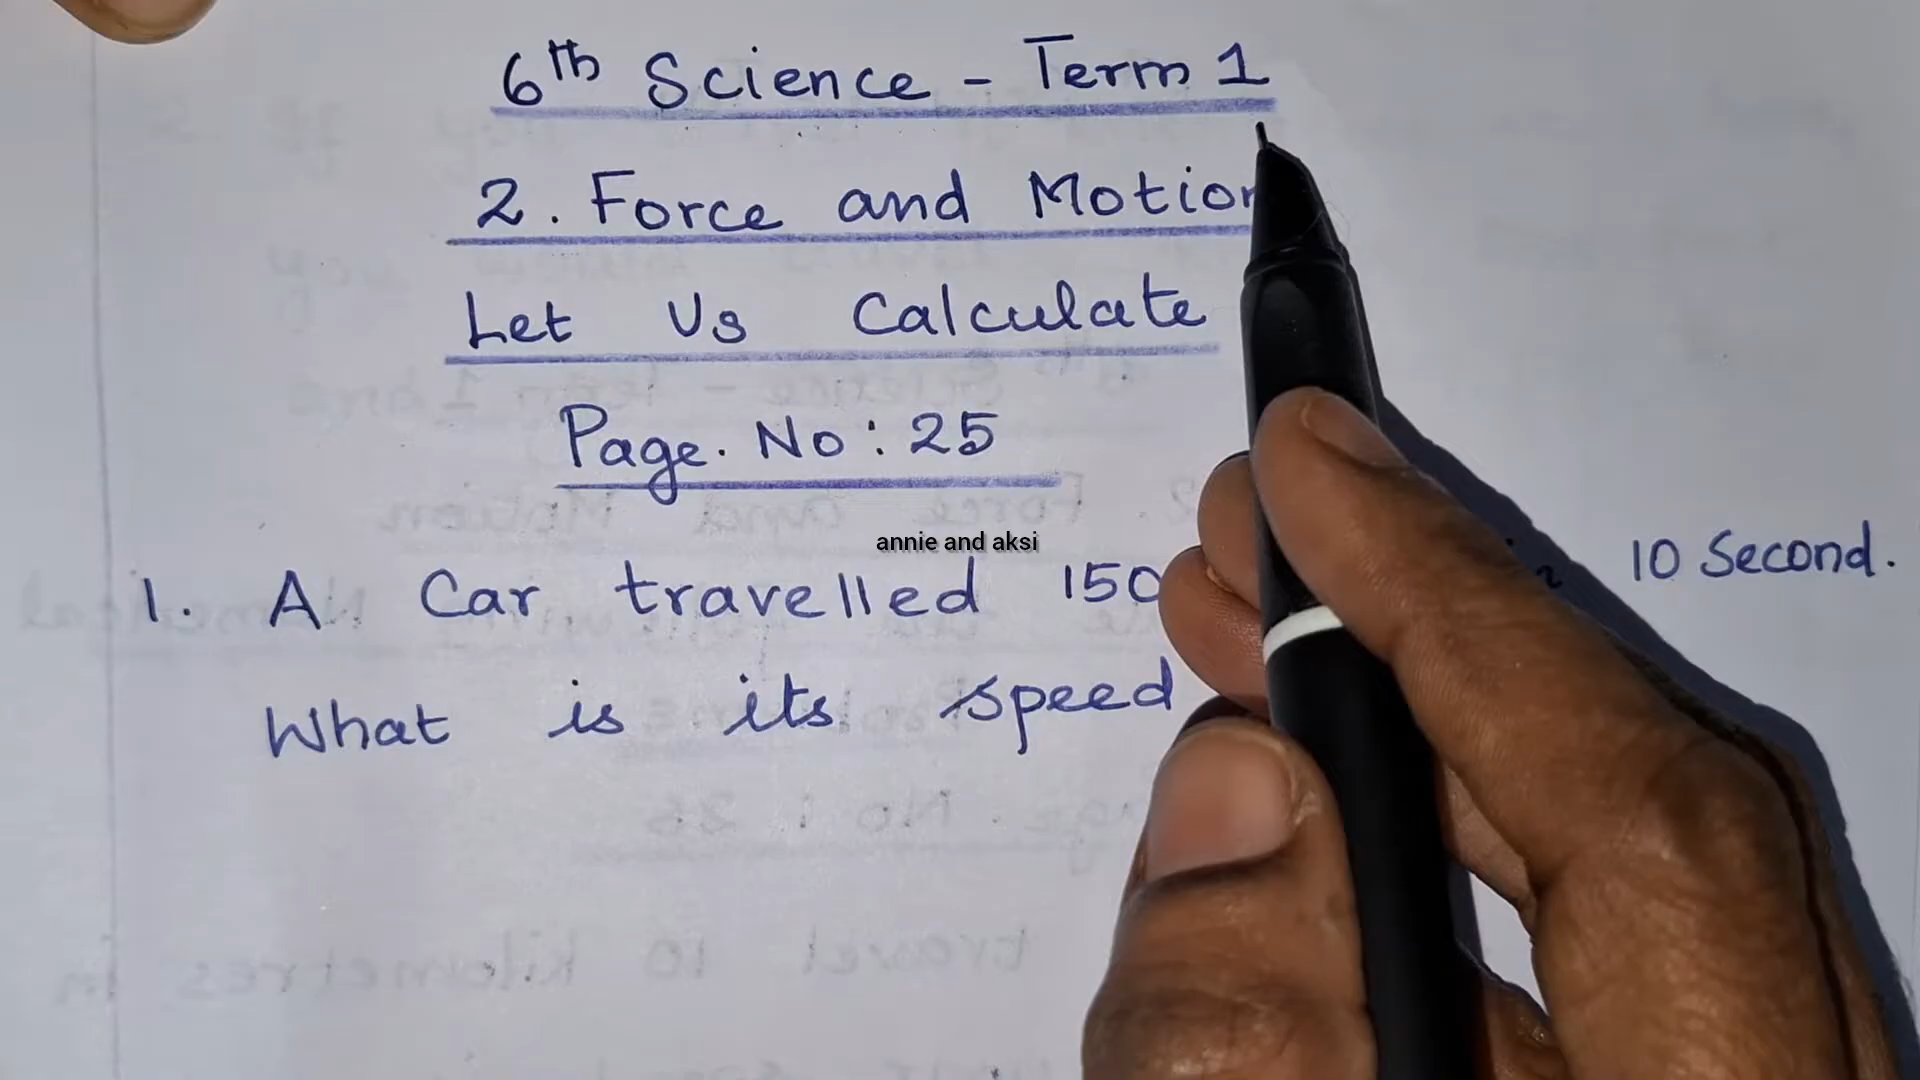 6th Science - Term 1
2. Force and Motion
Let Us Calculate
Page. No: 25
annie and aksi
1. A Car travelled 150 10 Second.
What is its speed